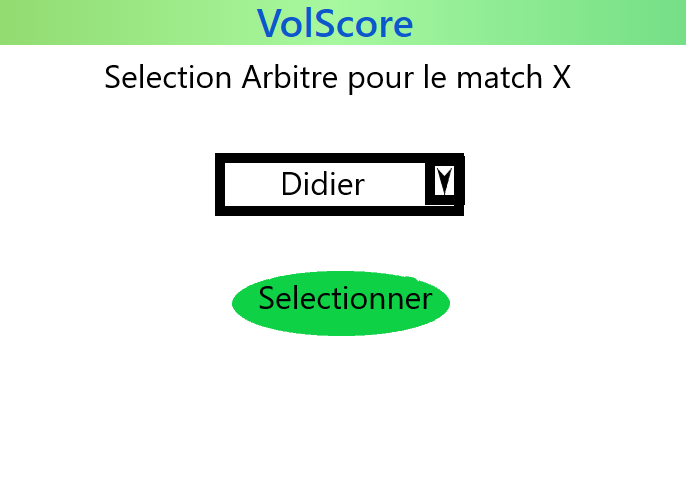 VolScore
Selection Arbitre pour le match X
Didier
Selectionner